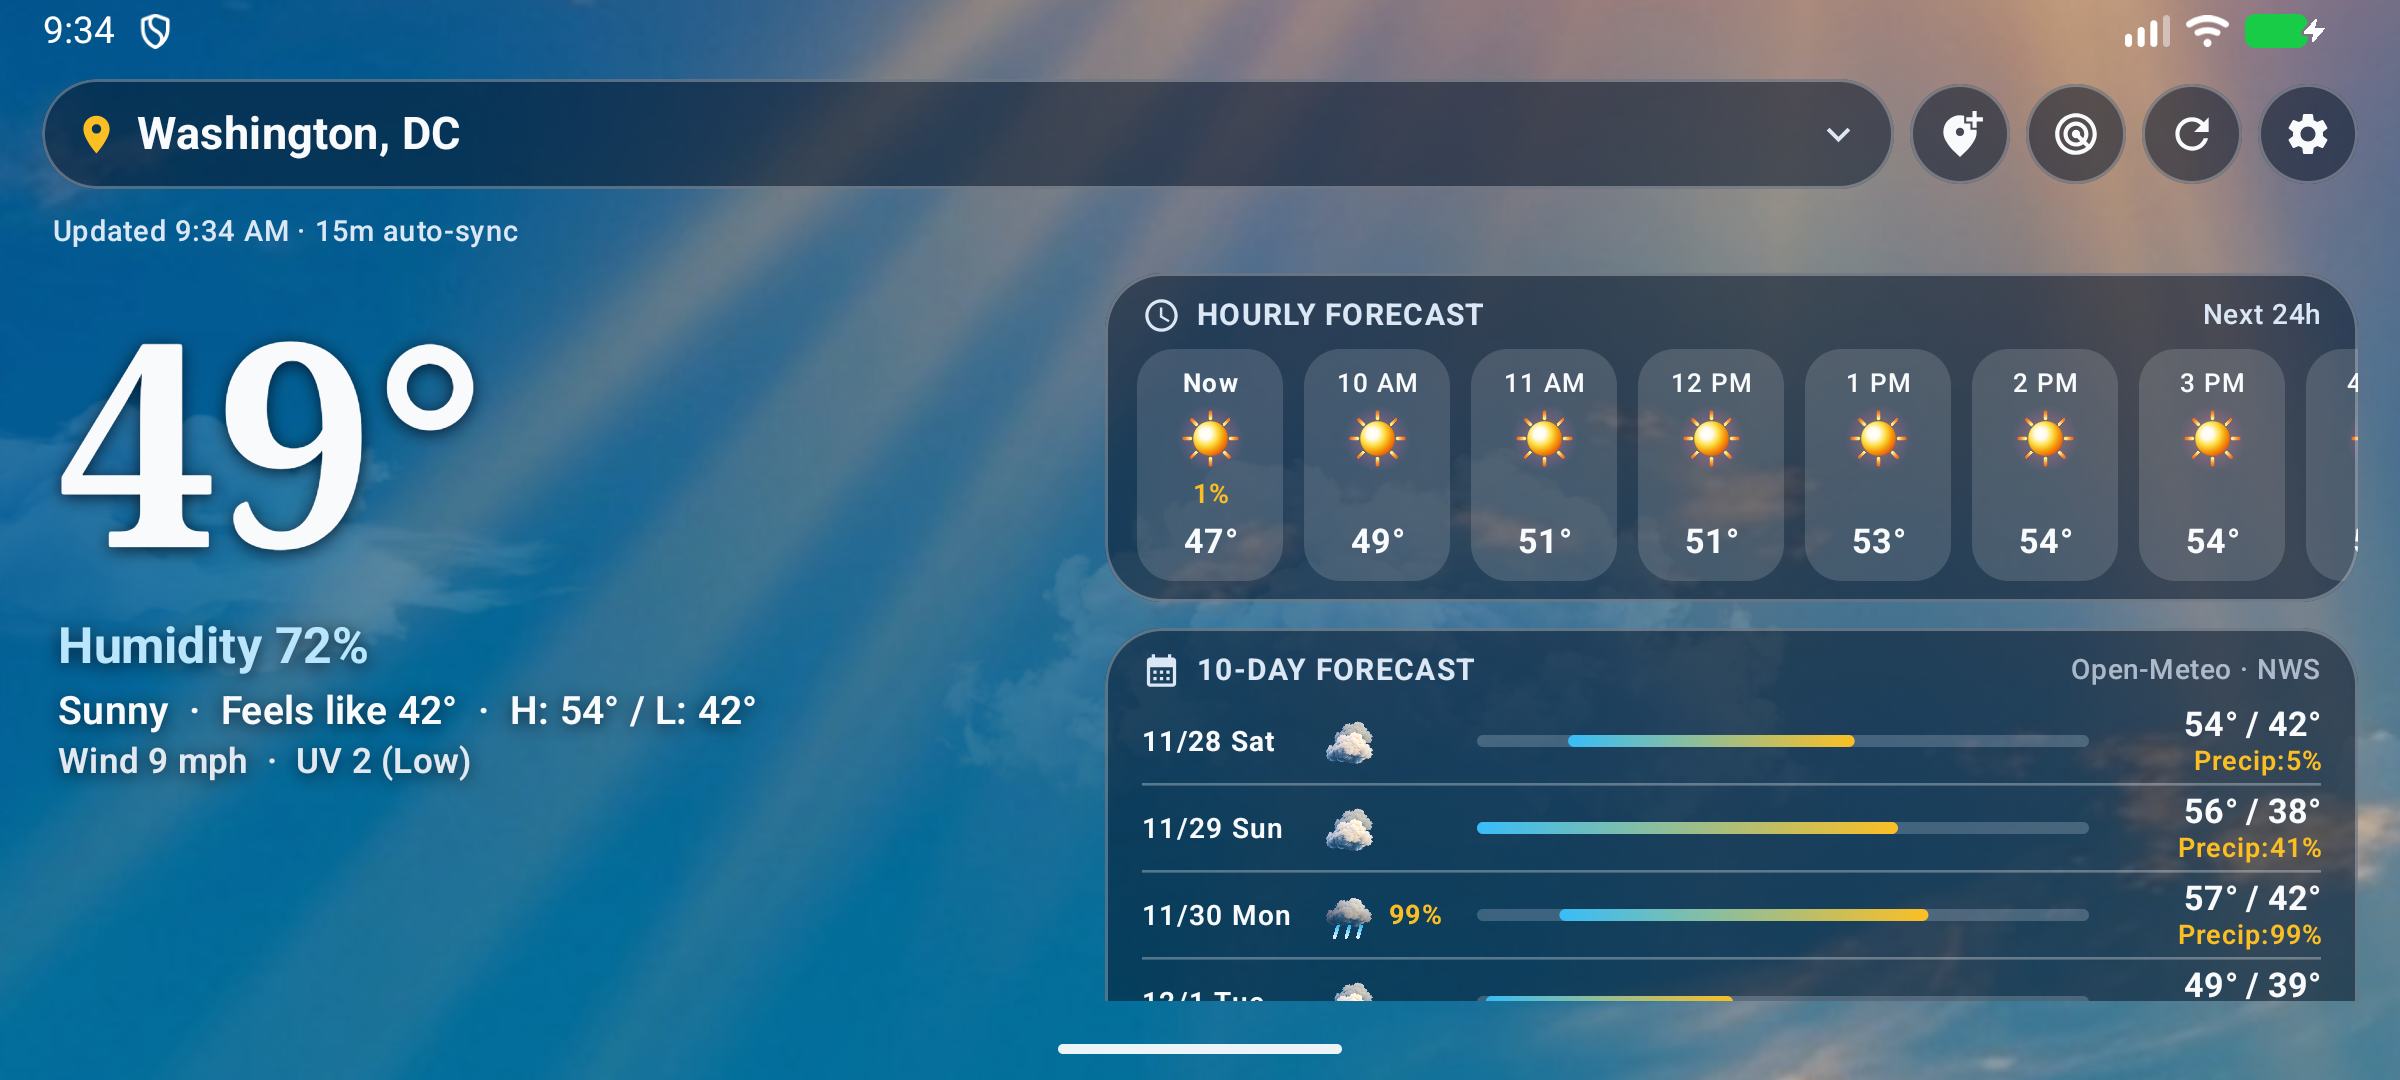 9:34
Washington, DC
Updated 9:34 AM · 15m auto-sync
49°
Humidity 72%
Sunny · Feels like 42° · H: 54° / L: 42°
Wind 9 mph · UV 2 (Low)
HOURLY FORECAST
Next 24h
Now 10 AM 11 AM 12 PM 1 PM 2 PM 3 PM
1%
47° 49° 51° 51° 53° 54° 54°
10-DAY FORECAST
Open-Meteo · NWS
11/28 Sat 54° / 42°
Precip:5%
11/29 Sun 56° / 38°
Precip:41%
11/30 Mon 99% 57° / 42°
Precip:99%
12/1 Tue 49° / 39°